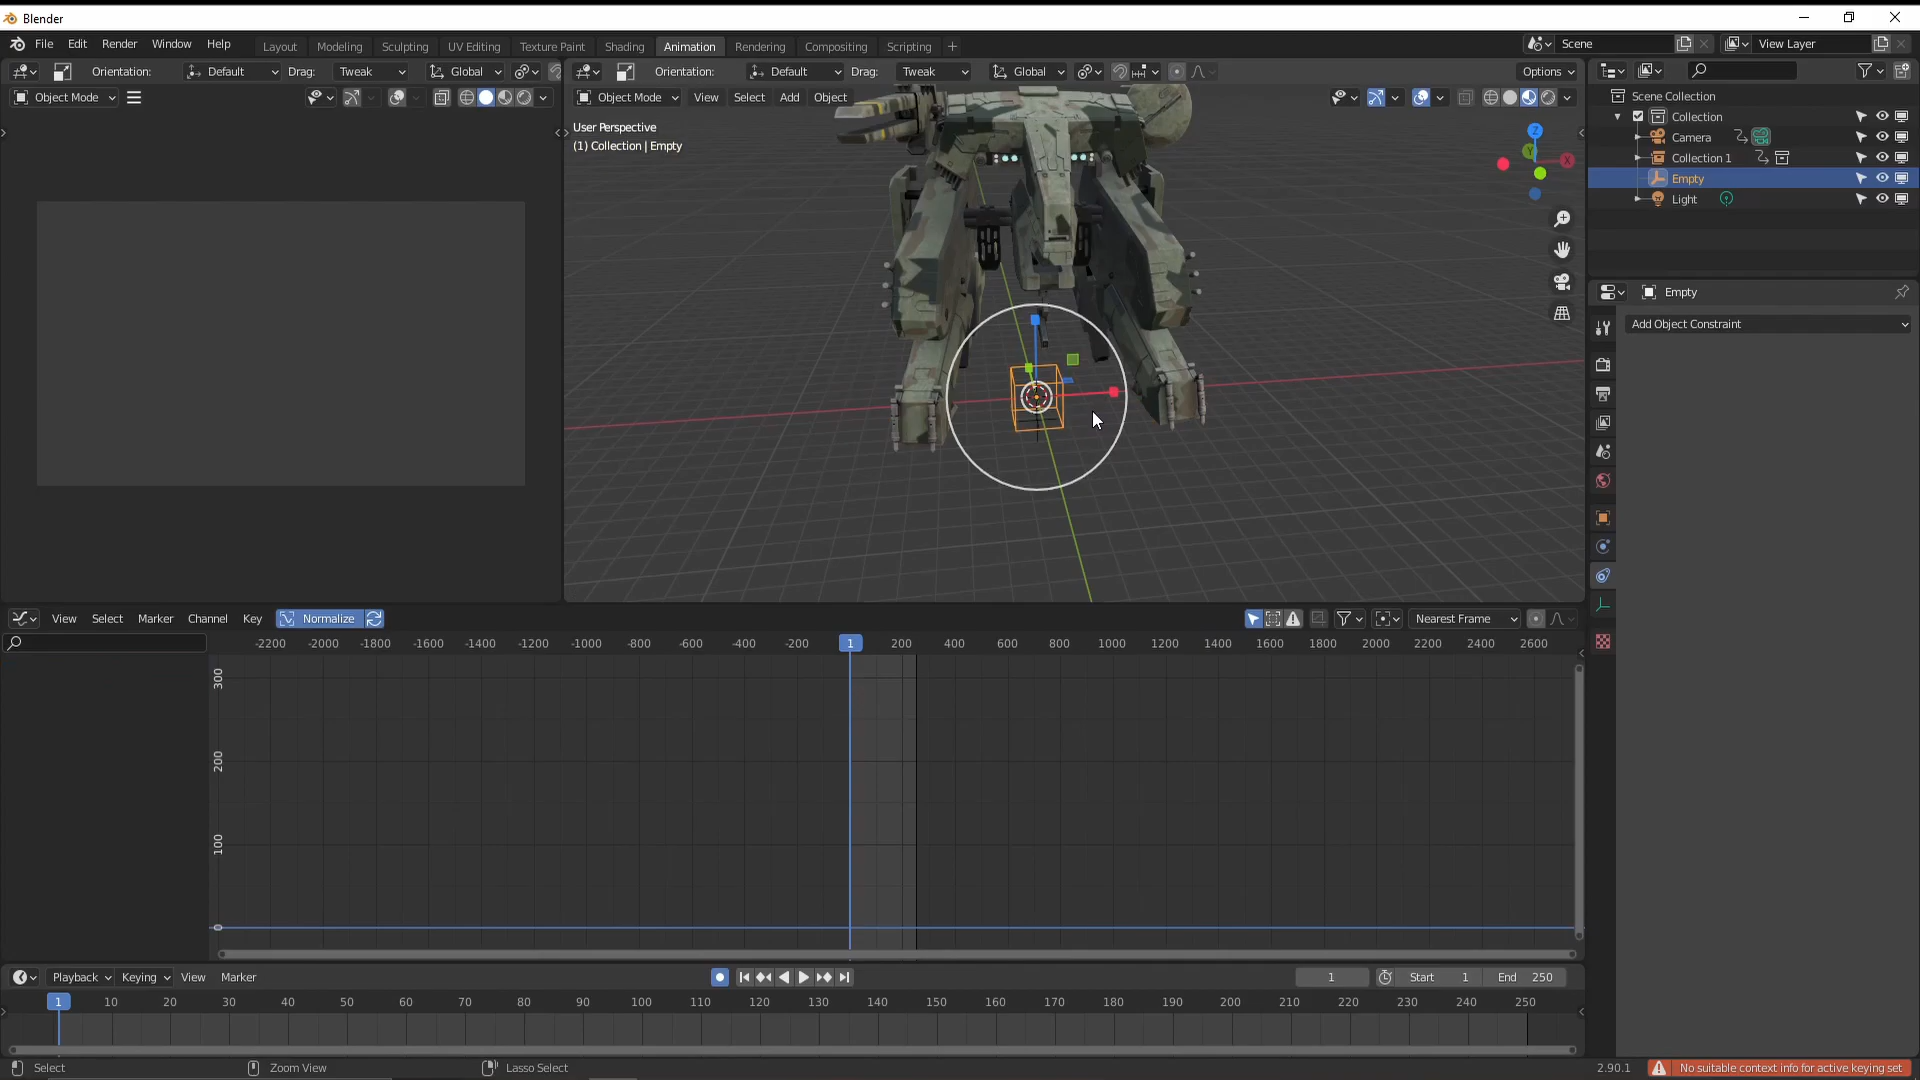 Blender
File Edit Render Window Help Layout Modeling Sculpting UV Editing Texture Paint Shading Animation Rendering Compositing Scripting + Scene View Layer
Orientation: Default Drag: Tweak Global Orientation: Default Drag: Tweak Global Options
Object Mode Object Mode View Select Add Object Scene Collection
User Perspective
(1) Collection | Empty
Collection
Camera
Collection 1
Empty
Light
Z
Y
X
Empty
Add Object Constraint
View Select Marker Channel Key Normalize Nearest Frame
-2200 -2000 -1800 -1600 -1400 -1200 -1000 -800 -600 -400 -200 1 200 400 600 800 1000 1200 1400 1600 1800 2000 2200 2400 2600
300
200
100
0
Playback Keying View Marker 1 Start 1 End 250
1 10 20 30 40 50 60 70 80 90 100 110 120 130 140 150 160 170 180 190 200 210 220 230 240 250
Select Zoom View Lasso Select 2.90.1 No suitable context info for active keying set